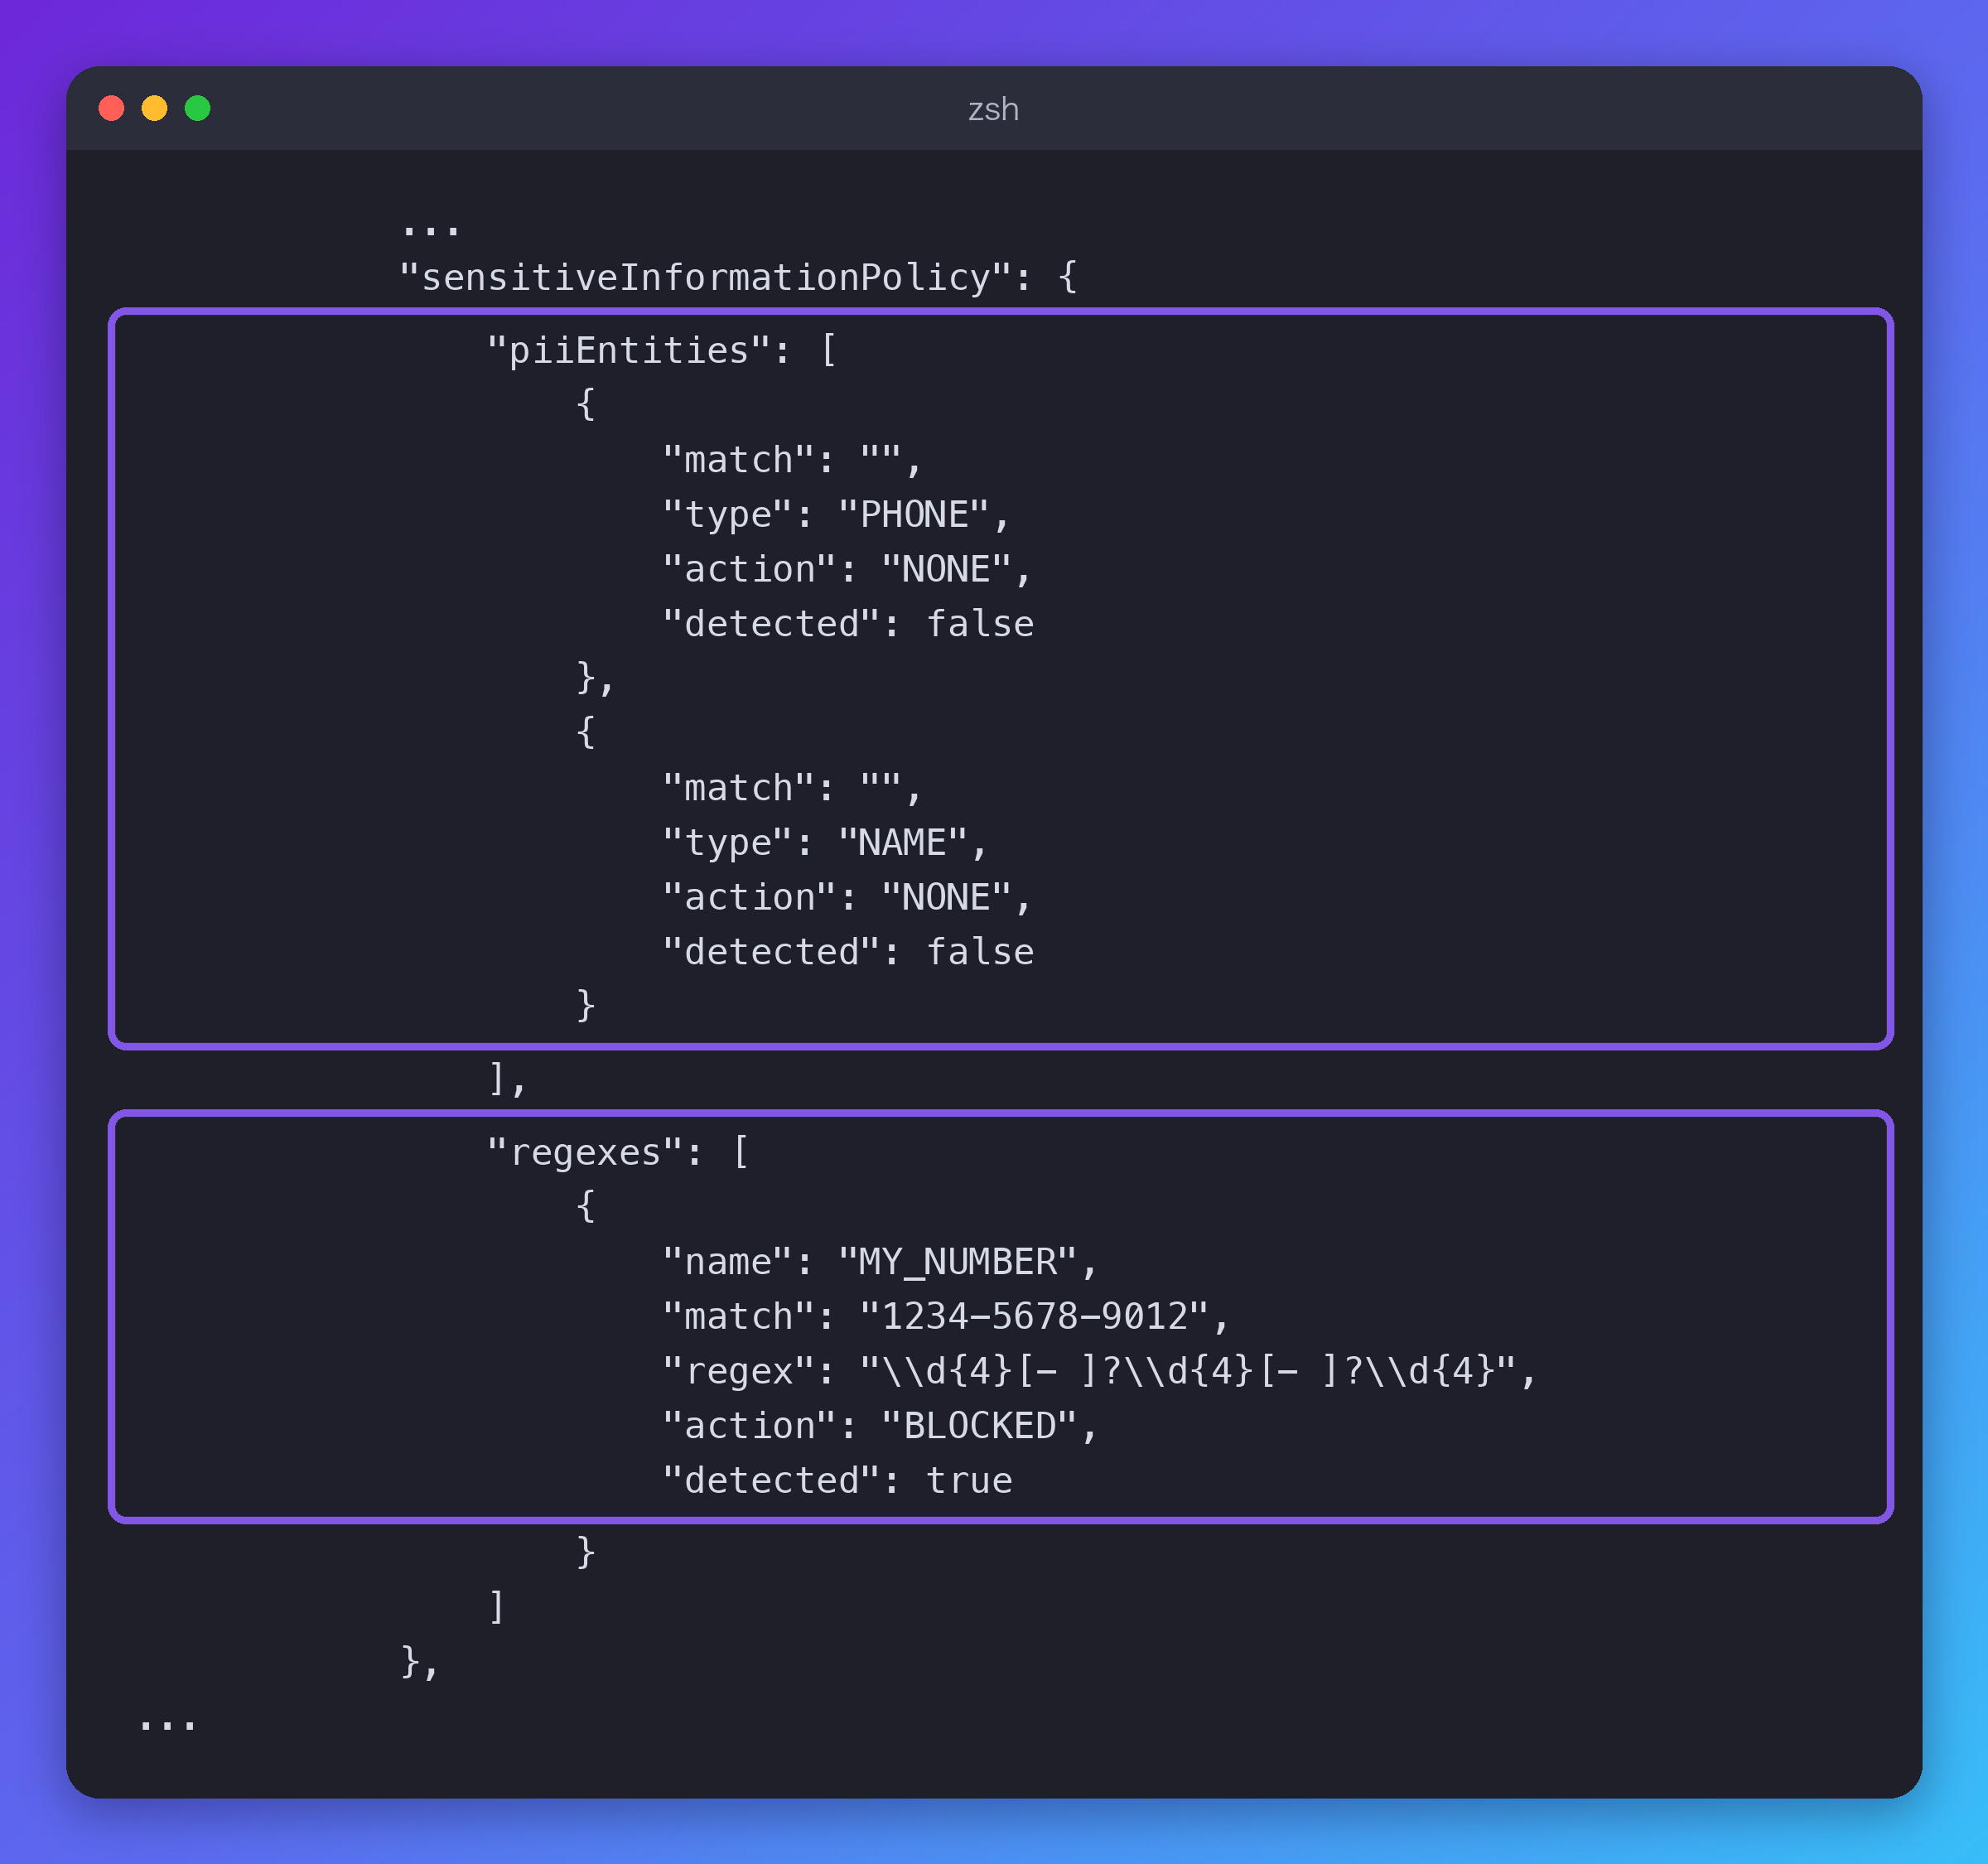 zsh
...
"sensitiveInformationPolicy": {
"piiEntities": [
{
"match": "",
"type": "PHONE",
"action": "NONE",
"detected": false
},
{
"match": "",
"type": "NAME",
"action": "NONE",
"detected": false
}
],
"regexes": [
{
"name": "MY_NUMBER",
"match": "1234-5678-9012",
"regex": "\\d{4}[- ]?\\d{4}[- ]?\\d{4}",
"action": "BLOCKED",
"detected": true
}
]
},
...